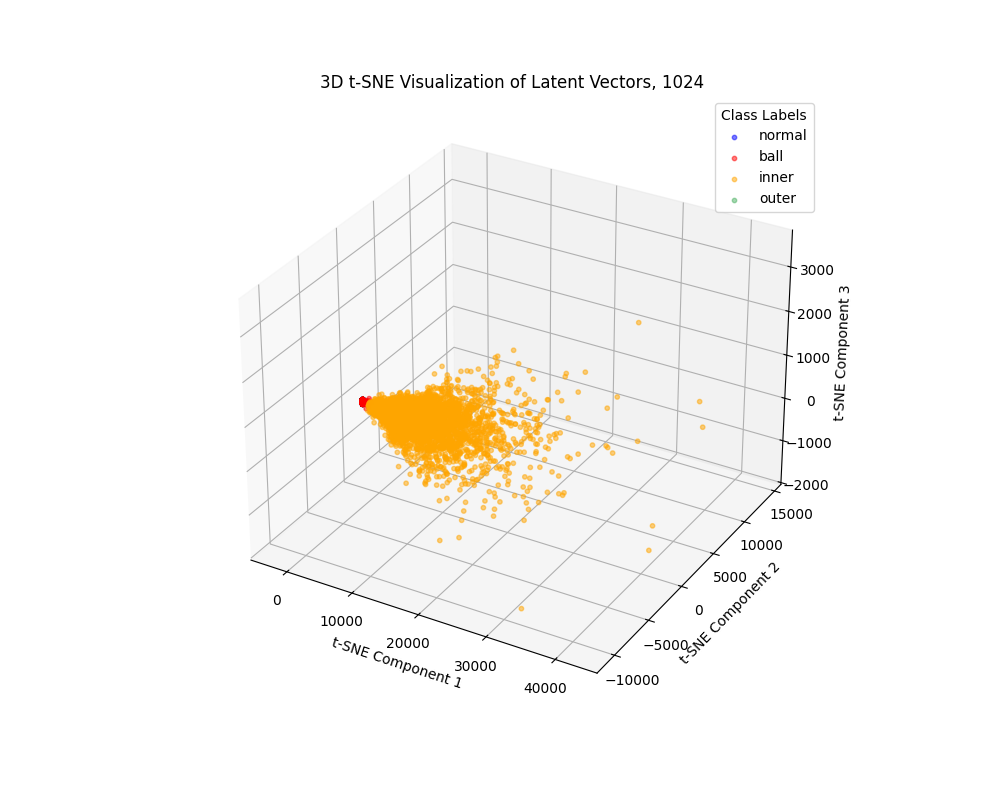 3D t-SNE Visualization of Latent Vectors, 1024
Class Labels
normal
ball
inner
outer
3000
2000
1000
0
−1000
−2000
t-SNE Component 3
15000
10000
5000
0
−5000
−10000
t-SNE Component 2
0
10000
20000
30000
40000
t-SNE Component 1